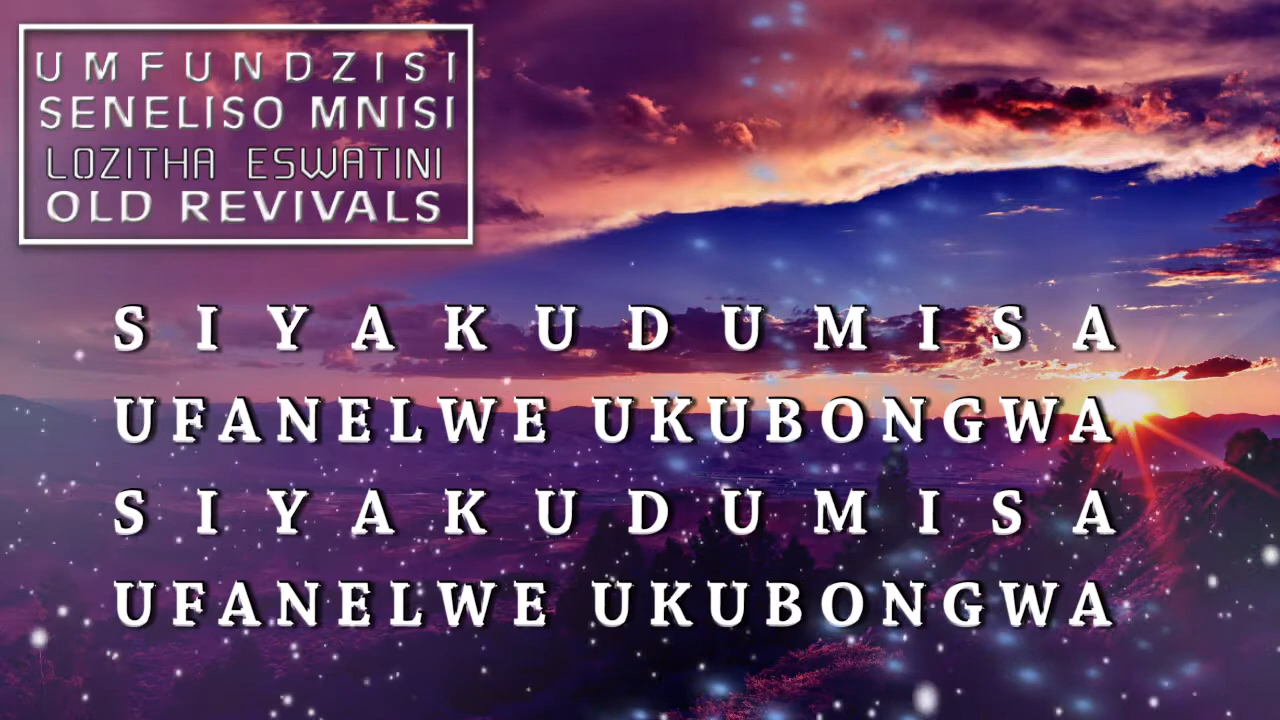 UMFUNDZISI
SENELISO MNISI
LOZITHA ESWATINI
OLD REVIVALS
SIYAKUDUMISA
UFANELWE UKUBONGWA
SIYAKUDUMISA
UFANELWE UKUBONGWA